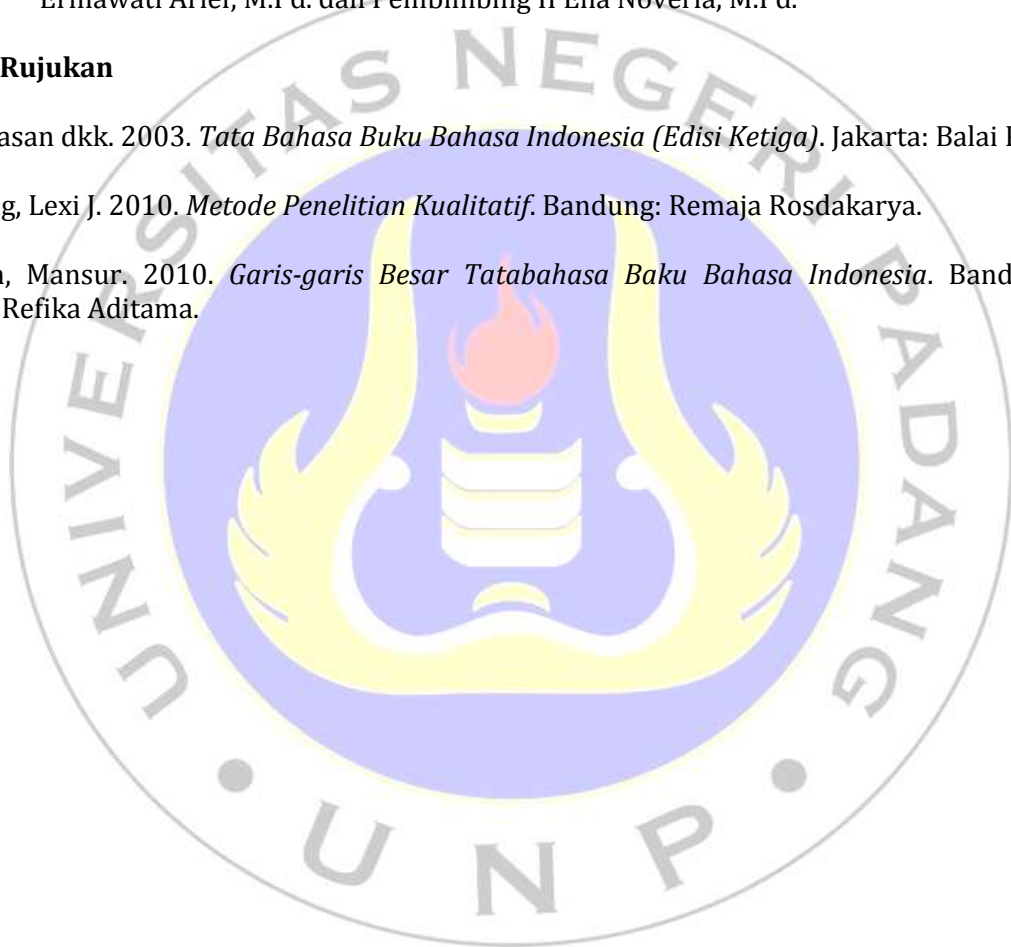 Ermawati Arief, M.Pd. dan Pembimbing II Ena Noveria, M.Pd.
Rujukan
asan dkk. 2003. Tata Bahasa Buku Bahasa Indonesia (Edisi Ketiga). Jakarta: Balai
g, Lexi J. 2010. Metode Penelitian Kualitatif. Bandung: Remaja Rosdakarya.
, Mansur. 2010. Garis-garis Besar Tatabahasa Baku Bahasa Indonesia. Band
Refika Aditama.
UNIVERSITAS NEGERI PADANG
• UNP •